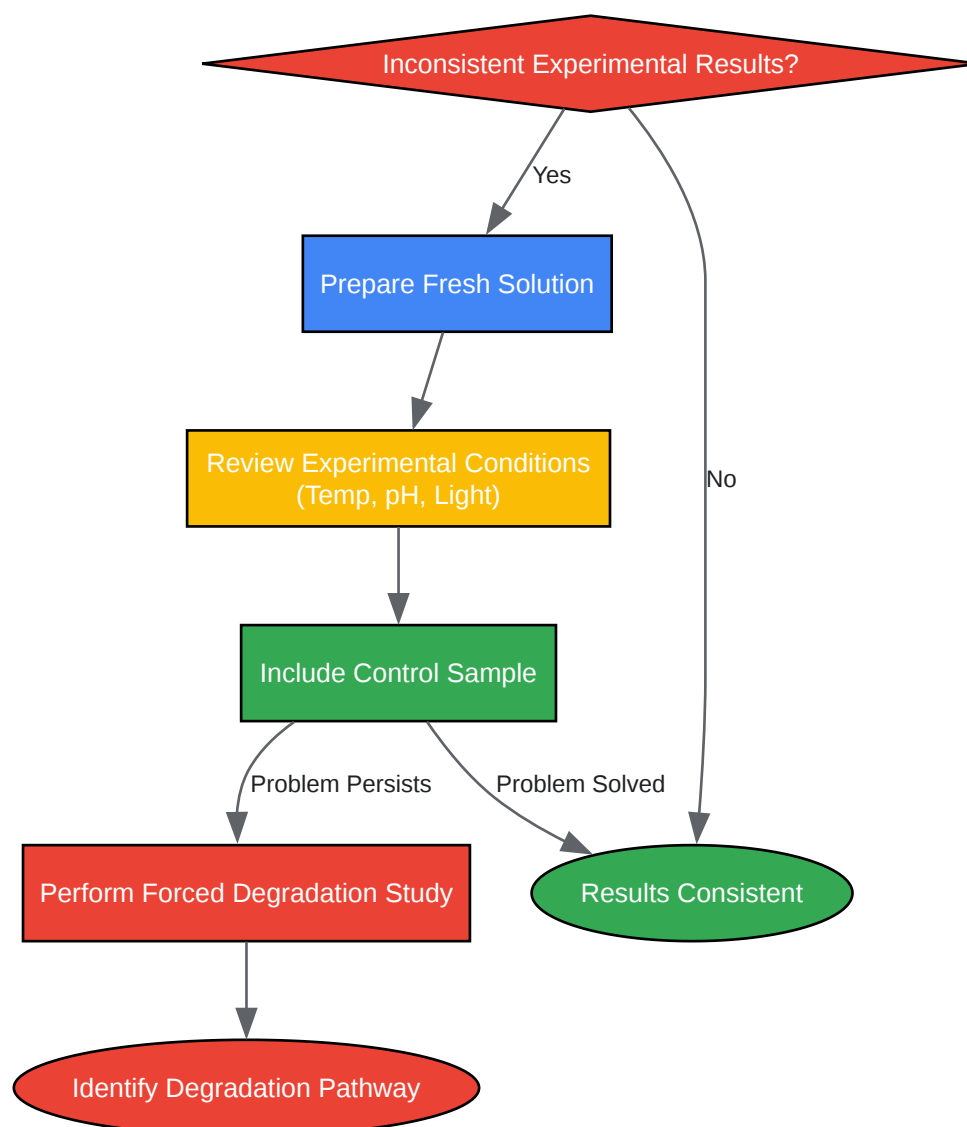 Inconsistent Experimental Results?
Yes
Prepare Fresh Solution
Review Experimental Conditions
(Temp, pH, Light)
No
Include Control Sample
Problem Persists
Problem Solved
Perform Forced Degradation Study
Results Consistent
Identify Degradation Pathway